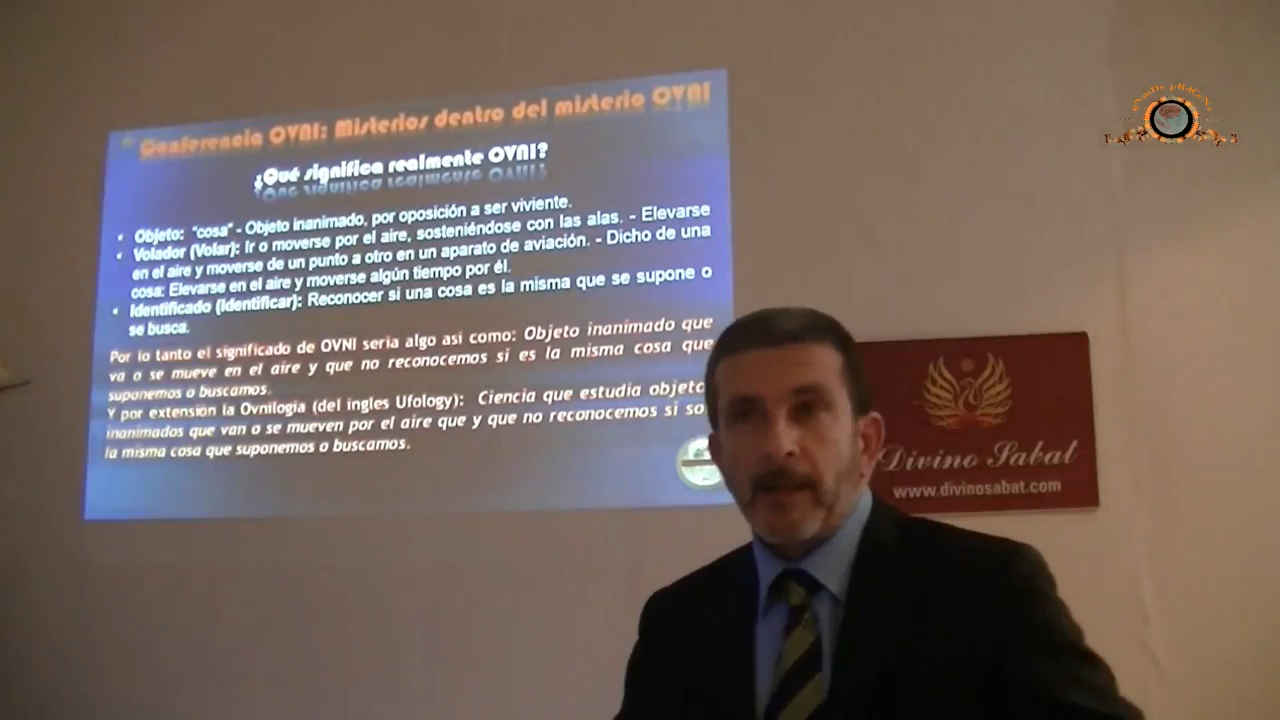 Conferencia OVNI: Misterios dentro del misterio OVNI
¿Qué significa realmente OVNI?
• Objeto: "cosa" - Objeto inanimado, por oposición a ser viviente.
• Volador (Volar): Ir o moverse por el aire, sosteniéndose con las alas. - Elevarse
en el aire y moverse de un punto a otro en un aparato de aviación. - Dicho de una
cosa: Elevarse en el aire y moverse algún tiempo por él.
• Identificado (Identificar): Reconocer si una cosa es la misma que se supone o
se busca.
Por lo tanto el significado de OVNI seria algo asi como: Objeto inanimado que
va o se mueve en el aire y que no reconocemos si es la misma cosa que
suponemos o buscamos.
Y por extension la Ovnilogia (del ingles Ufology): Ciencia que estudia objeto
inanimados que van o se mueven por el aire que y que no reconocemos si so
la misma cosa que suponemos o buscamos.
Divino Sabat
www.divinosabat.com